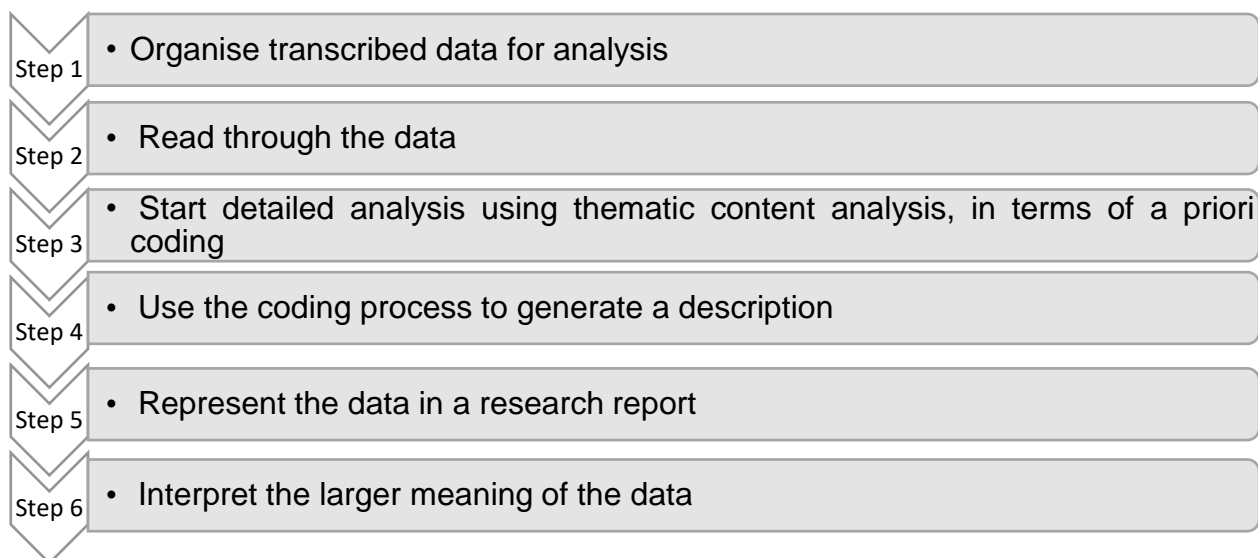 Step 1
• Organise transcribed data for analysis
Step 2
• Read through the data
Step 3
• Start detailed analysis using thematic content analysis, in terms of a priori
coding
Step 4
• Use the coding process to generate a description
Step 5
• Represent the data in a research report
Step 6
• Interpret the larger meaning of the data